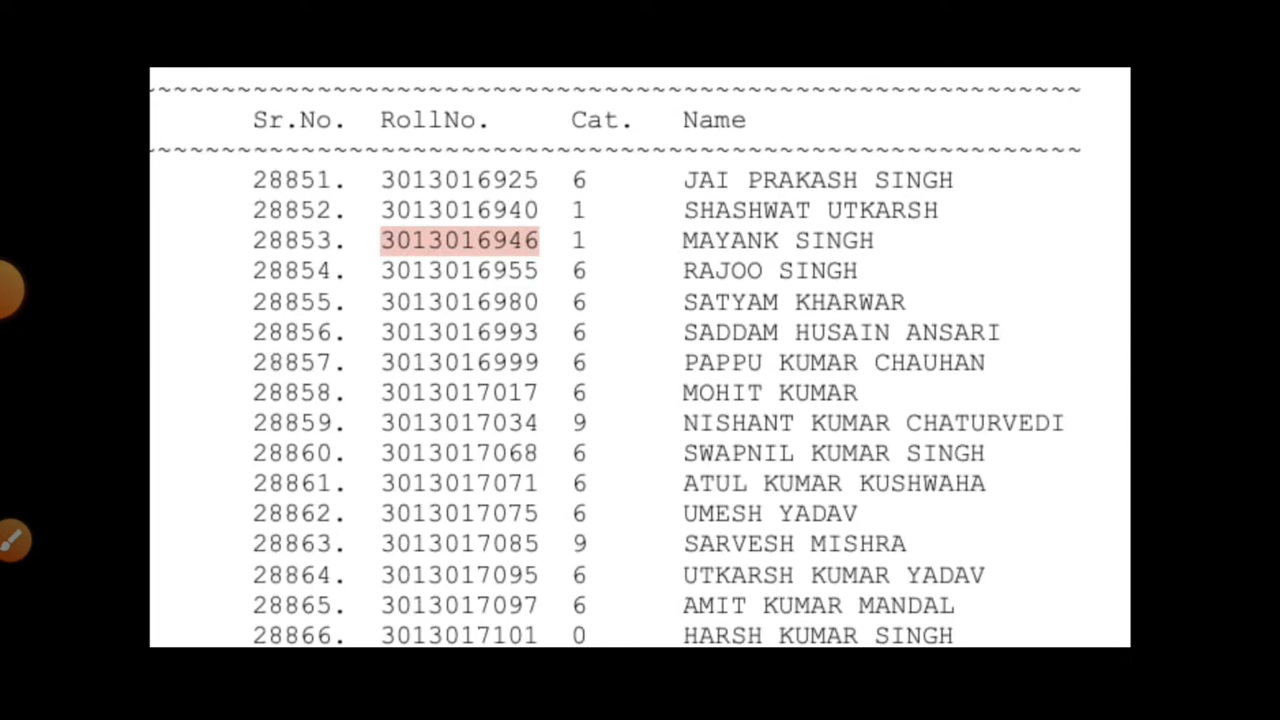 ~~~~~~~~~~~~~~~~~~~~~~~~~~~~~~~~~~~~~~~~~~~~~~~~~~~~~~~~~~~
Sr.No. RollNo. Cat. Name
~~~~~~~~~~~~~~~~~~~~~~~~~~~~~~~~~~~~~~~~~~~~~~~~~~~~~~~~~~~
28851. 3013016925 6 JAI PRAKASH SINGH
28852. 3013016940 1 SHASHWAT UTKARSH
28853. 3013016946 1 MAYANK SINGH
28854. 3013016955 6 RAJOO SINGH
28855. 3013016980 6 SATYAM KHARWAR
28856. 3013016993 6 SADDAM HUSAIN ANSARI
28857. 3013016999 6 PAPPU KUMAR CHAUHAN
28858. 3013017017 6 MOHIT KUMAR
28859. 3013017034 9 NISHANT KUMAR CHATURVEDI
28860. 3013017068 6 SWAPNIL KUMAR SINGH
28861. 3013017071 6 ATUL KUMAR KUSHWAHA
28862. 3013017075 6 UMESH YADAV
28863. 3013017085 9 SARVESH MISHRA
28864. 3013017095 6 UTKARSH KUMAR YADAV
28865. 3013017097 6 AMIT KUMAR MANDAL
28866. 3013017101 0 HARSH KUMAR SINGH